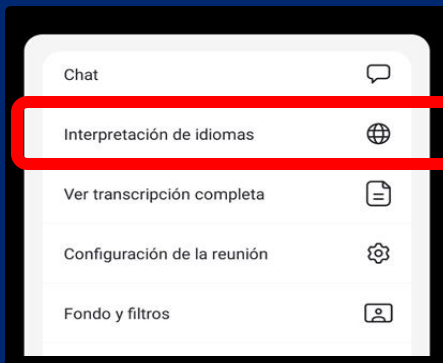 Chat
Interpretación de idiomas
Ver transcripción completa
Configuración de la reunión
Fondo y filtros